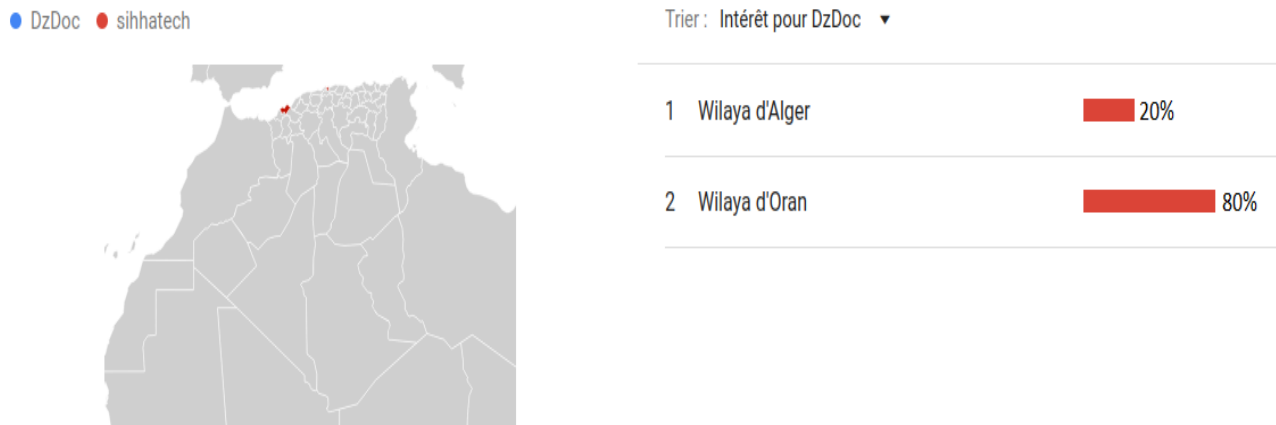 DzDoc sihhatech
Trier : Intérêt pour DzDoc
1 Wilaya d'Alger 20%
2 Wilaya d'Oran 80%